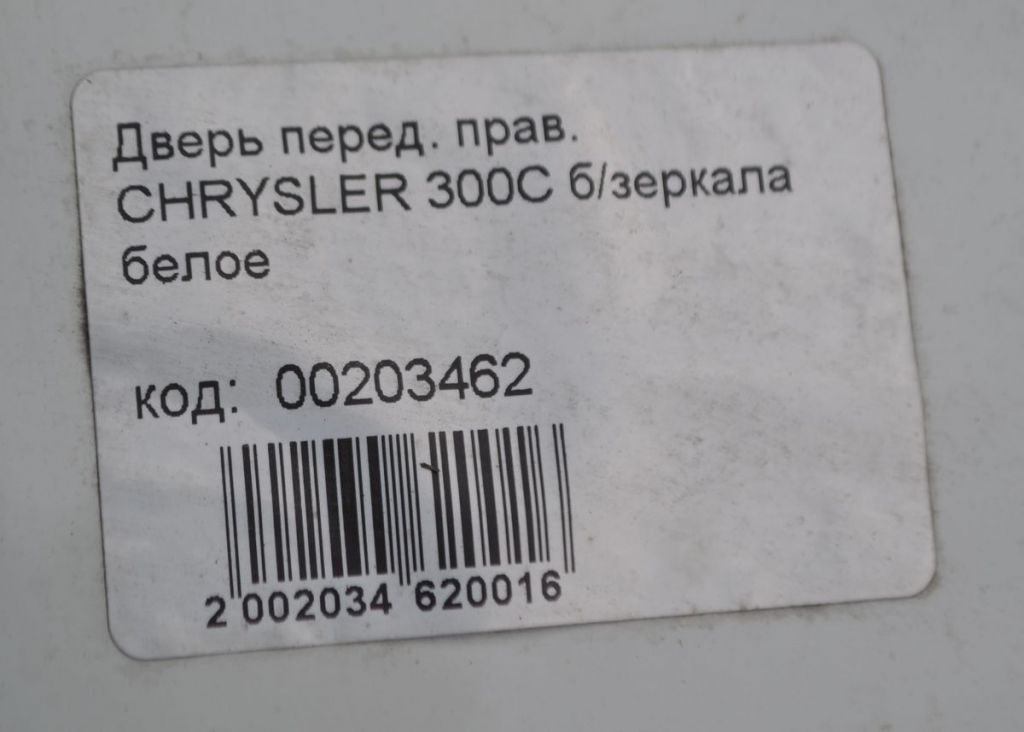 Дверь перед. прав.
CHRYSLER 300C б/зеркала
белое
код: 00203462
2 002034 620016